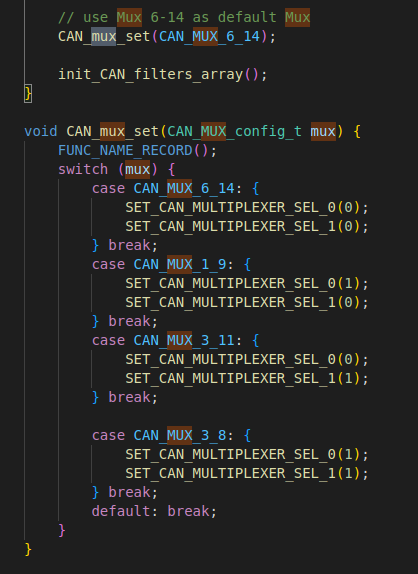 // use Mux 6-14 as default Mux
CAN_mux_set(CAN_MUX_6_14);
init_CAN_filters_array();
}
void CAN_mux_set(CAN_MUX_config_t mux) {
FUNC_NAME_RECORD();
switch (mux) {
case CAN_MUX_6_14: {
SET_CAN_MULTIPLEXER_SEL_0(0);
SET_CAN_MULTIPLEXER_SEL_1(0);
} break;
case CAN_MUX_1_9: {
SET_CAN_MULTIPLEXER_SEL_0(1);
SET_CAN_MULTIPLEXER_SEL_1(0);
} break;
case CAN_MUX_3_11: {
SET_CAN_MULTIPLEXER_SEL_0(0);
SET_CAN_MULTIPLEXER_SEL_1(1);
} break;
case CAN_MUX_3_8: {
SET_CAN_MULTIPLEXER_SEL_0(1);
SET_CAN_MULTIPLEXER_SEL_1(1);
} break;
default: break;
}
}